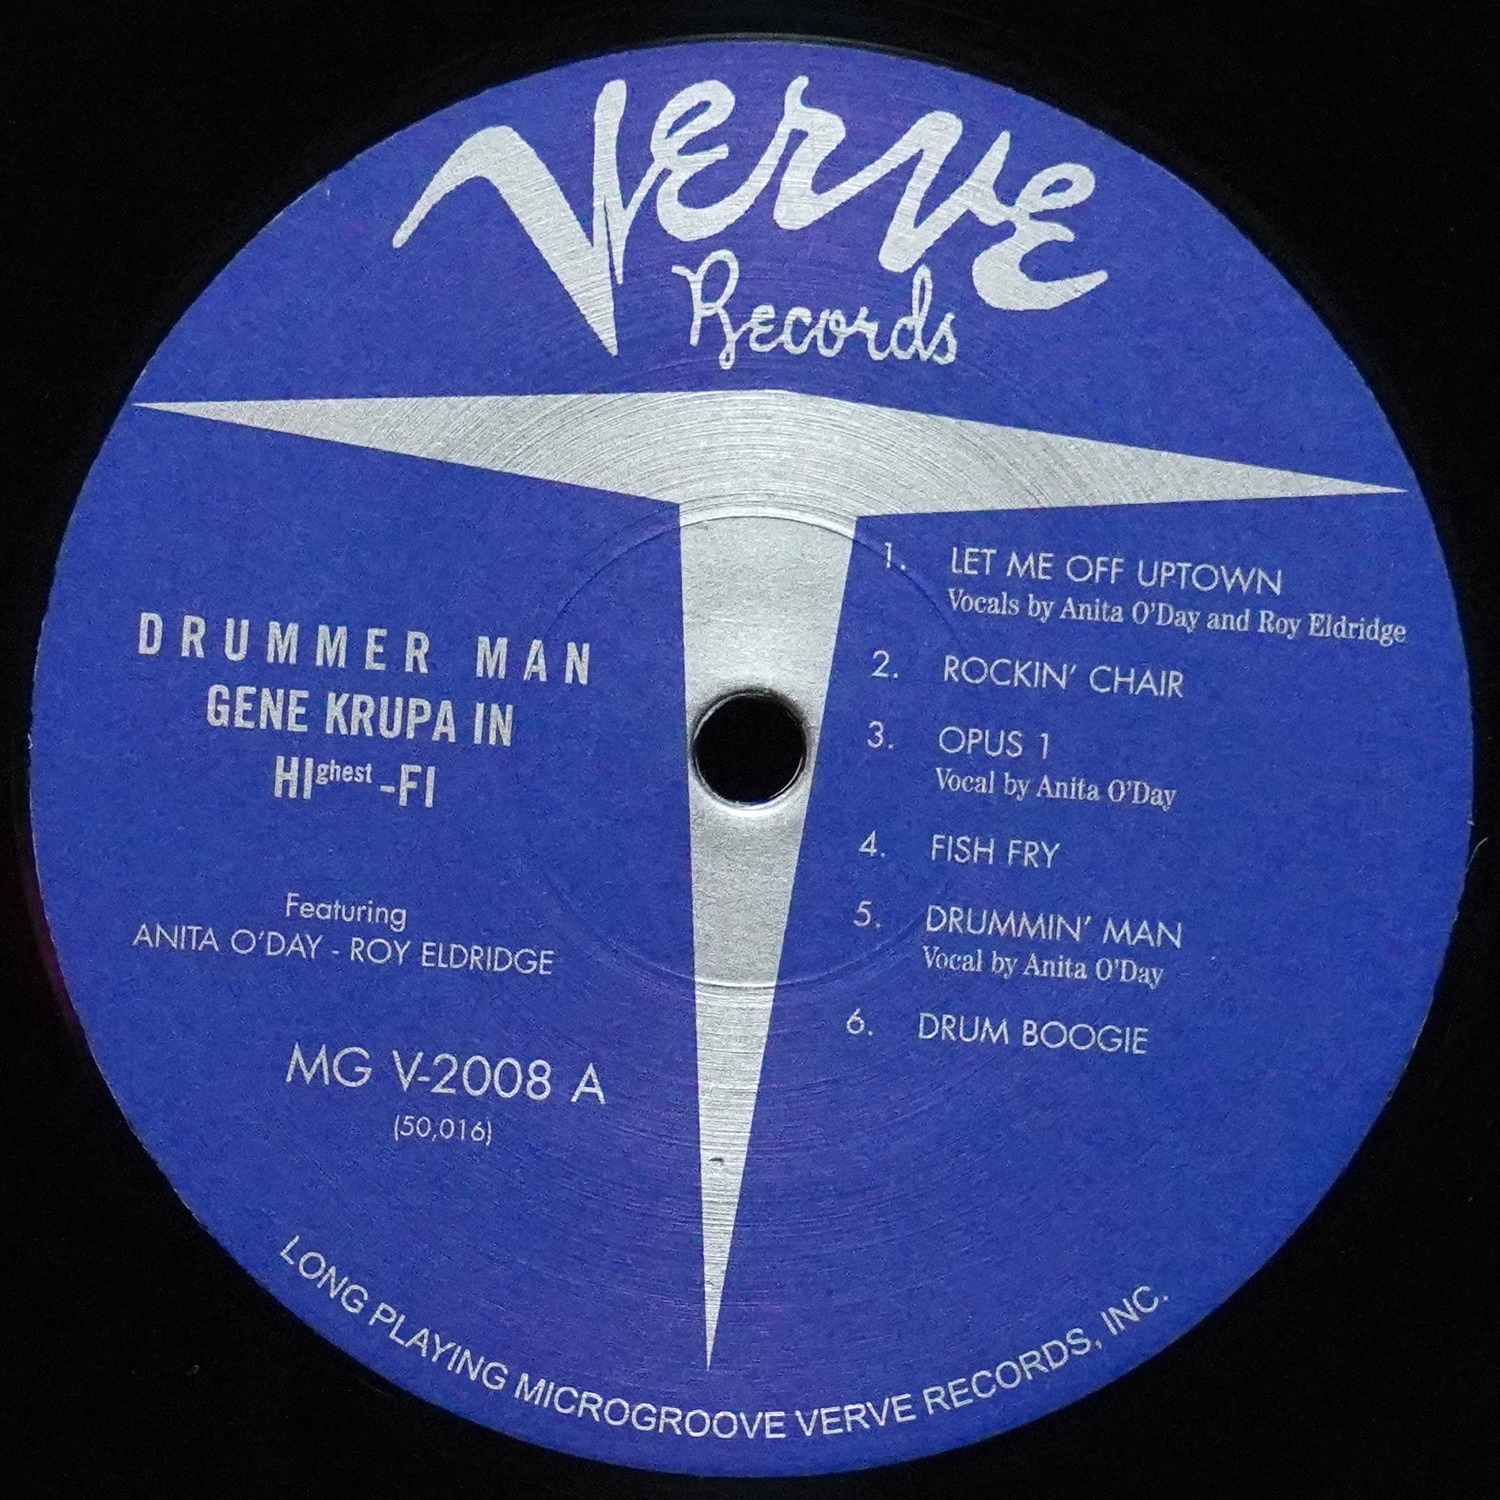 Verve
Records
DRUMMER MAN
GENE KRUPA IN
HIghest-FI
Featuring
ANITA O'DAY - ROY ELDRIDGE
MG V-2008 A
(50,016)
1. LET ME OFF UPTOWN
Vocals by Anita O'Day and Roy Eldridge
2. ROCKIN' CHAIR
3. OPUS 1
Vocal by Anita O'Day
4. FISH FRY
5. DRUMMIN' MAN
Vocal by Anita O'Day
6. DRUM BOOGIE
LONG PLAYING MICROGROOVE VERVE RECORDS, INC.